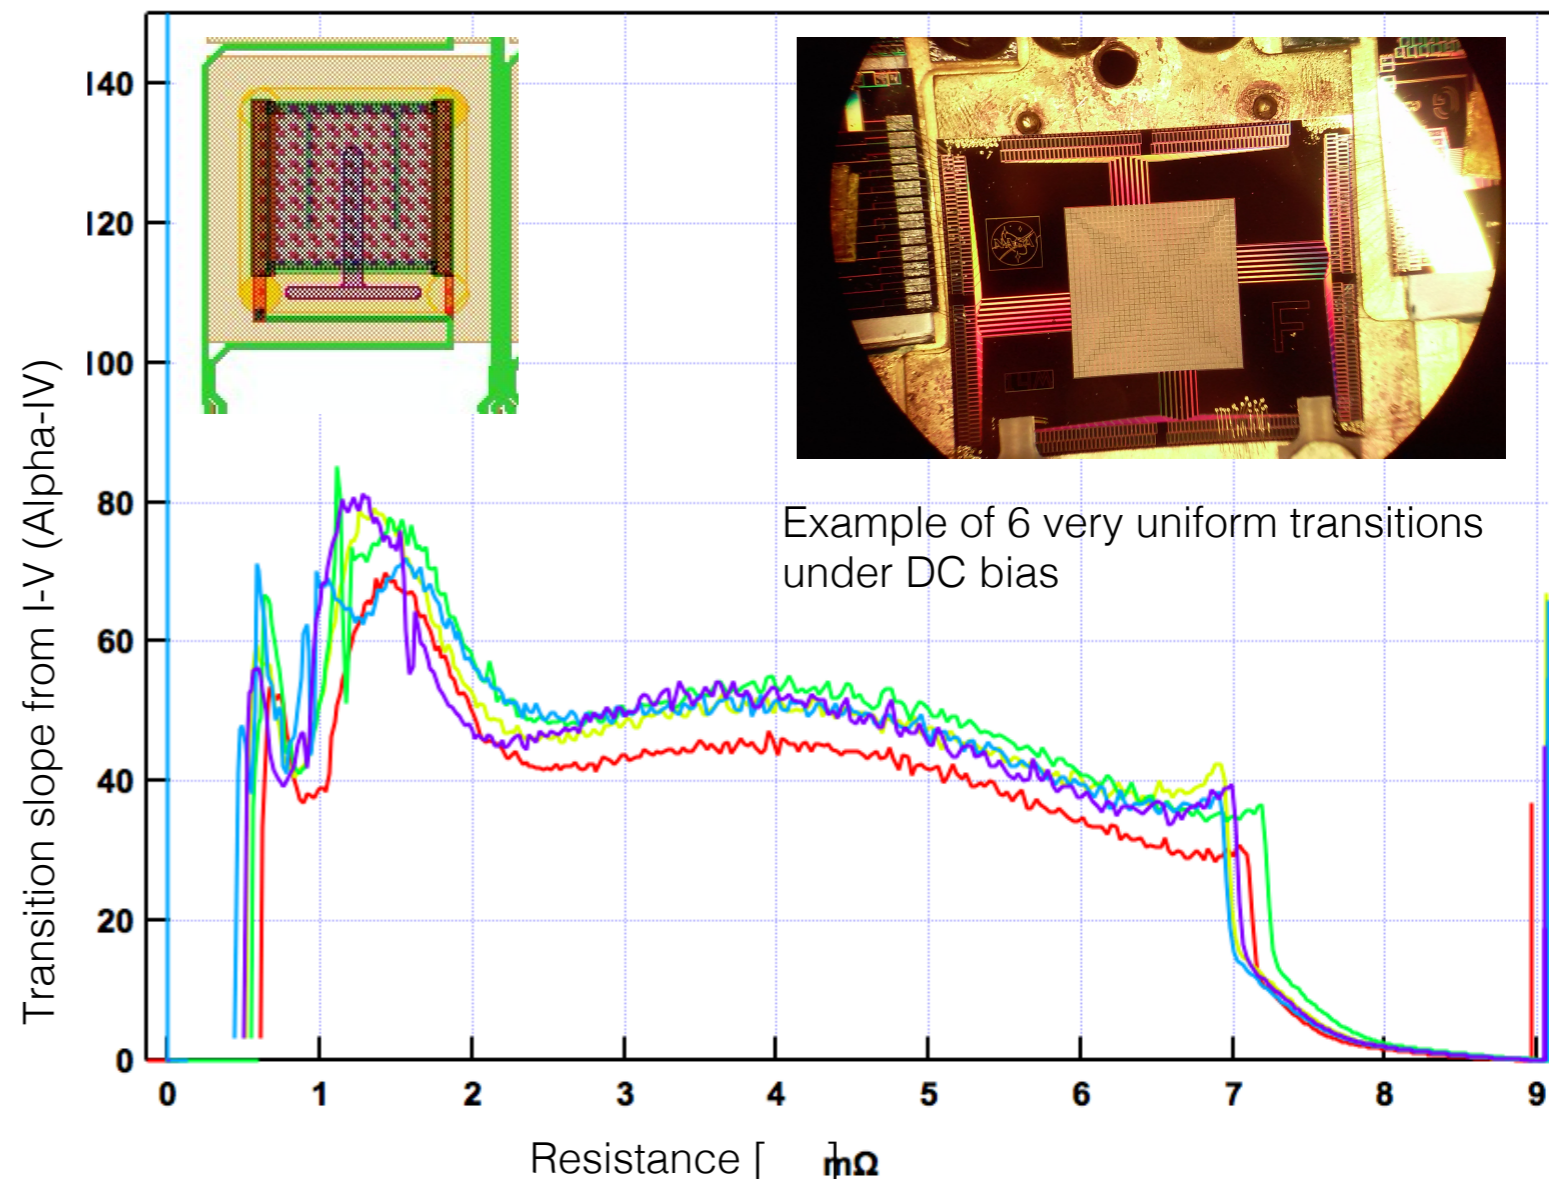 140
120
100
80
60
40
20
0
Transition slope from I-V (Alpha-IV)
Example of 6 very uniform transitions
under DC bias
F
0 1 2 3 4 5 6 7 8 9
Resistance [ ]mΩ